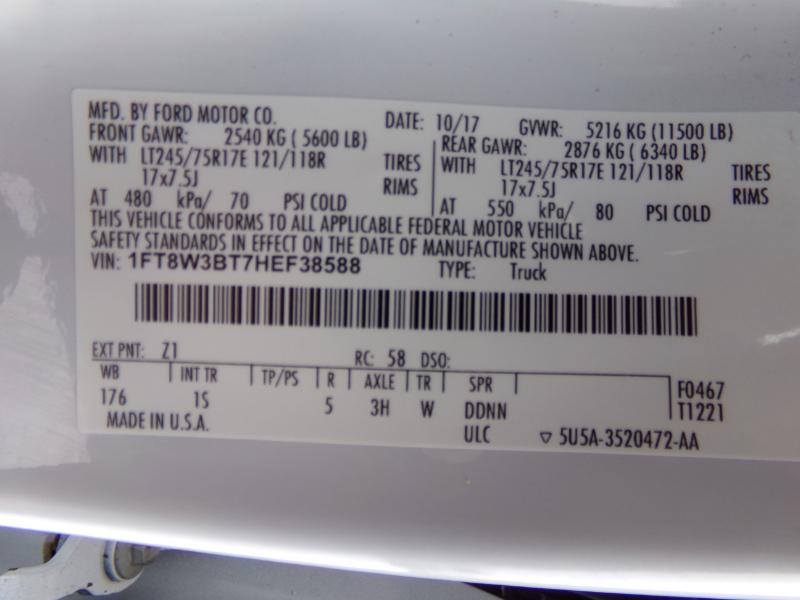 MFD. BY FORD MOTOR CO. DATE: 10/17 GVWR: 5216 KG (11500 LB)
FRONT GAWR: 2540 KG ( 5600 LB) REAR GAWR: 2876 KG ( 6340 LB)
WITH LT245/75R17E 121/118R TIRES WITH LT245/75R17E 121/118R TIRES
17x7.5J RIMS 17x7.5J RIMS
AT 480 kPa/ 70 PSI COLD AT 550 kPa/ 80 PSI COLD
THIS VEHICLE CONFORMS TO ALL APPLICABLE FEDERAL MOTOR VEHICLE
SAFETY STANDARDS IN EFFECT ON THE DATE OF MANUFACTURE SHOWN ABOVE.
VIN: 1FT8W3BT7HEF38588 TYPE: Truck
EXT PNT: Z1 RC: 58 DSO:
WB INT TR TP/PS R AXLE TR SPR F0467
176 1S 5 3H W DDNN T1221
MADE IN U.S.A. ULC ▽ 5U5A-3520472-AA